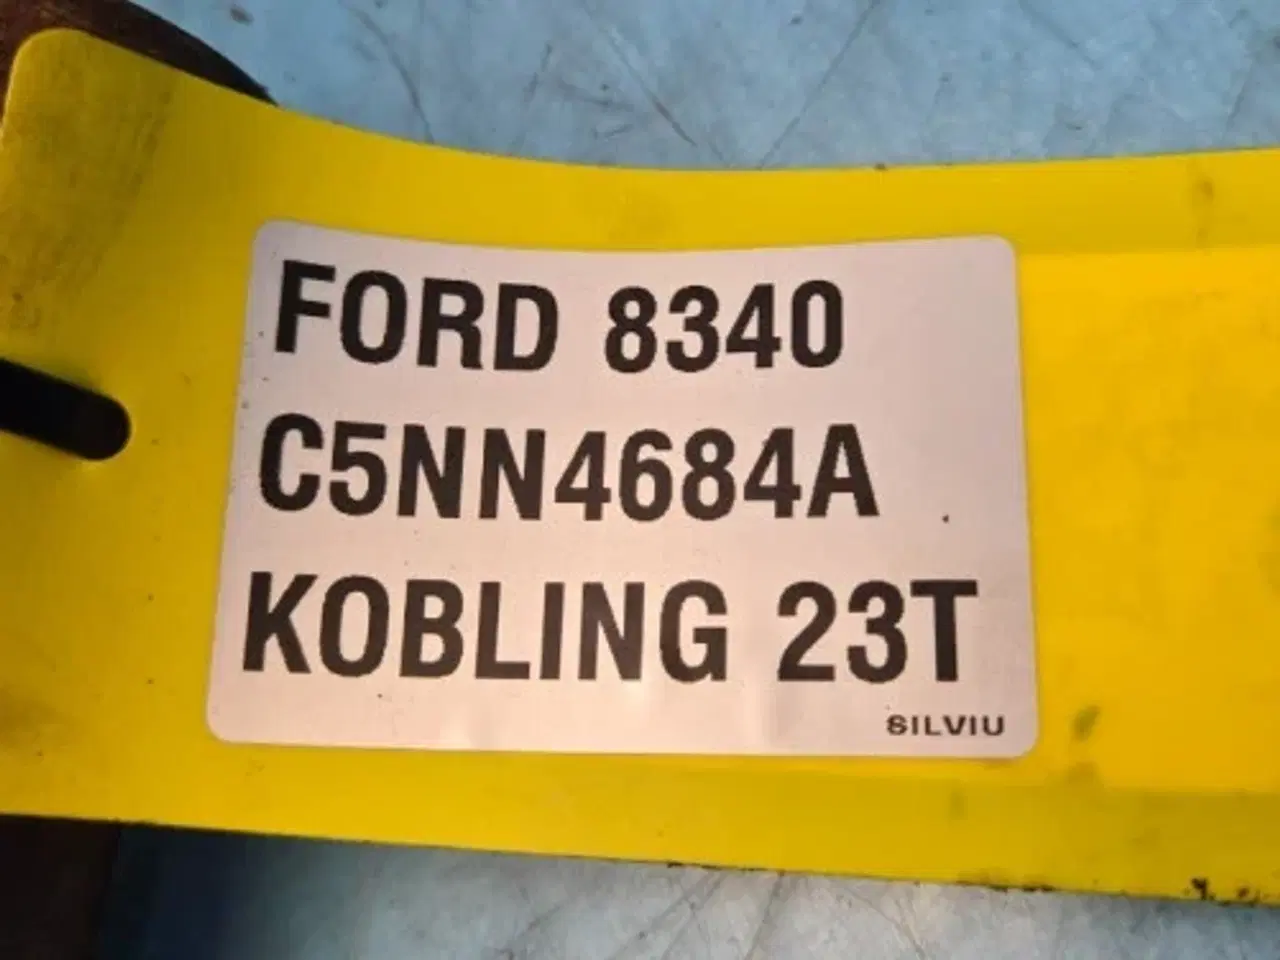 FORD 8340
C5NN4684A
KOBLING 23T
SILVIU